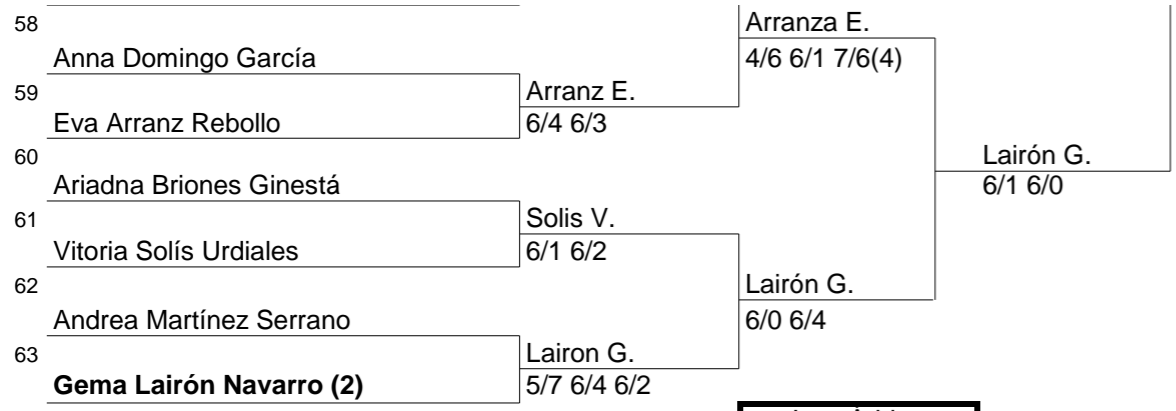 58
Arranza E.
Anna Domingo García
4/6 6/1 7/6(4)
59
Arranz E.
Eva Arranz Rebollo
6/4 6/3
60
Lairón G.
Ariadna Briones Ginestá
6/1 6/0
61
Solis V.
Vitoria Solís Urdiales
6/1 6/2
62
Lairón G.
Andrea Martínez Serrano
6/0 6/4
63
Lairon G.
Gema Lairón Navarro (2)
5/7 6/4 6/2